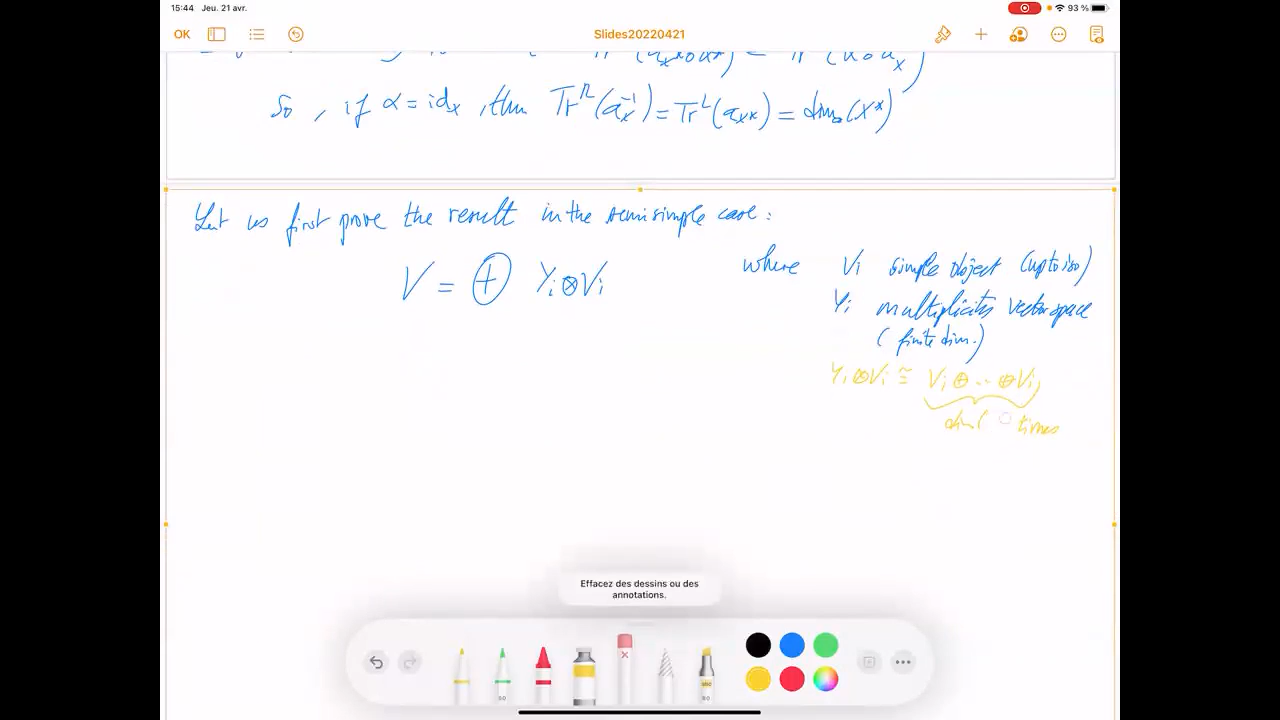 15:44 Jeu. 21 avr.
93 %
OK
Slides20220421
So , if α = id_X , then Tr^R(a_X^{-1}) = Tr^L(a_{X*}) = dim_a(X*)
Let us first prove the result in the semisimple case :
V = ⊕ Y_i ⊗ V_i
where V_i simple object (up to iso)
Y_i multiplicity vector space
(finite dim.)
Y_i ⊗ V_i ≅ V_i ⊕ .. ⊕ V_i
dim( times
Effacez des dessins ou des
annotations.